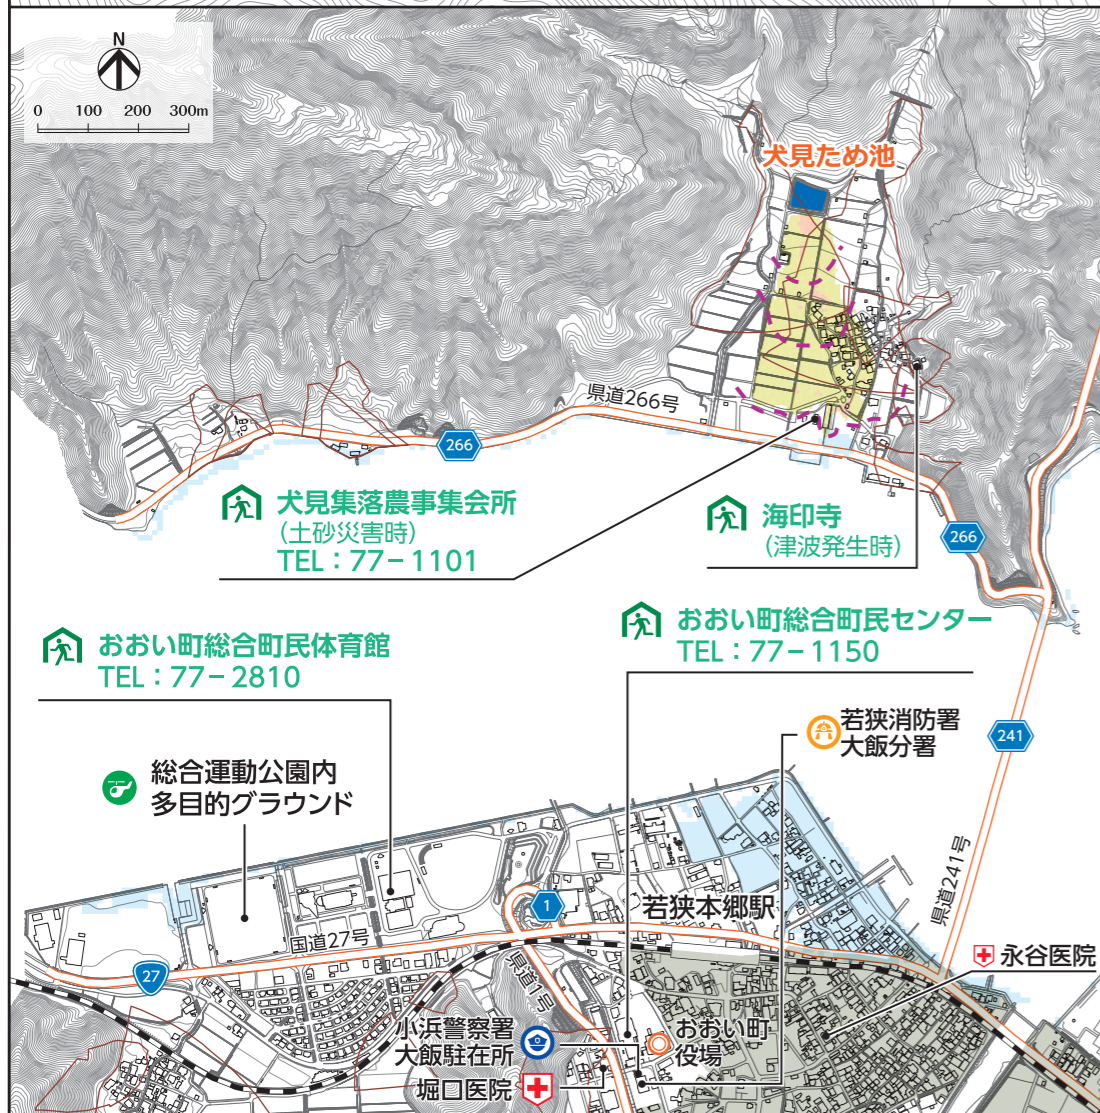 N
0 100 200 300m
犬見ため池
県道266号
266
犬見集落農事集会所
(土砂災害時)
TEL：77−1101
海印寺
(津波発生時)
266
おおい町総合町民体育館
TEL：77−2810
おおい町総合町民センター
TEL：77−1150
若狭消防署
大飯分署
241
総合運動公園内
多目的グラウンド
県道241号
1
若狭本郷駅
国道27号
27
県道1号
永谷医院
小浜警察署
大飯駐在所
おおい町
役場
堀口医院